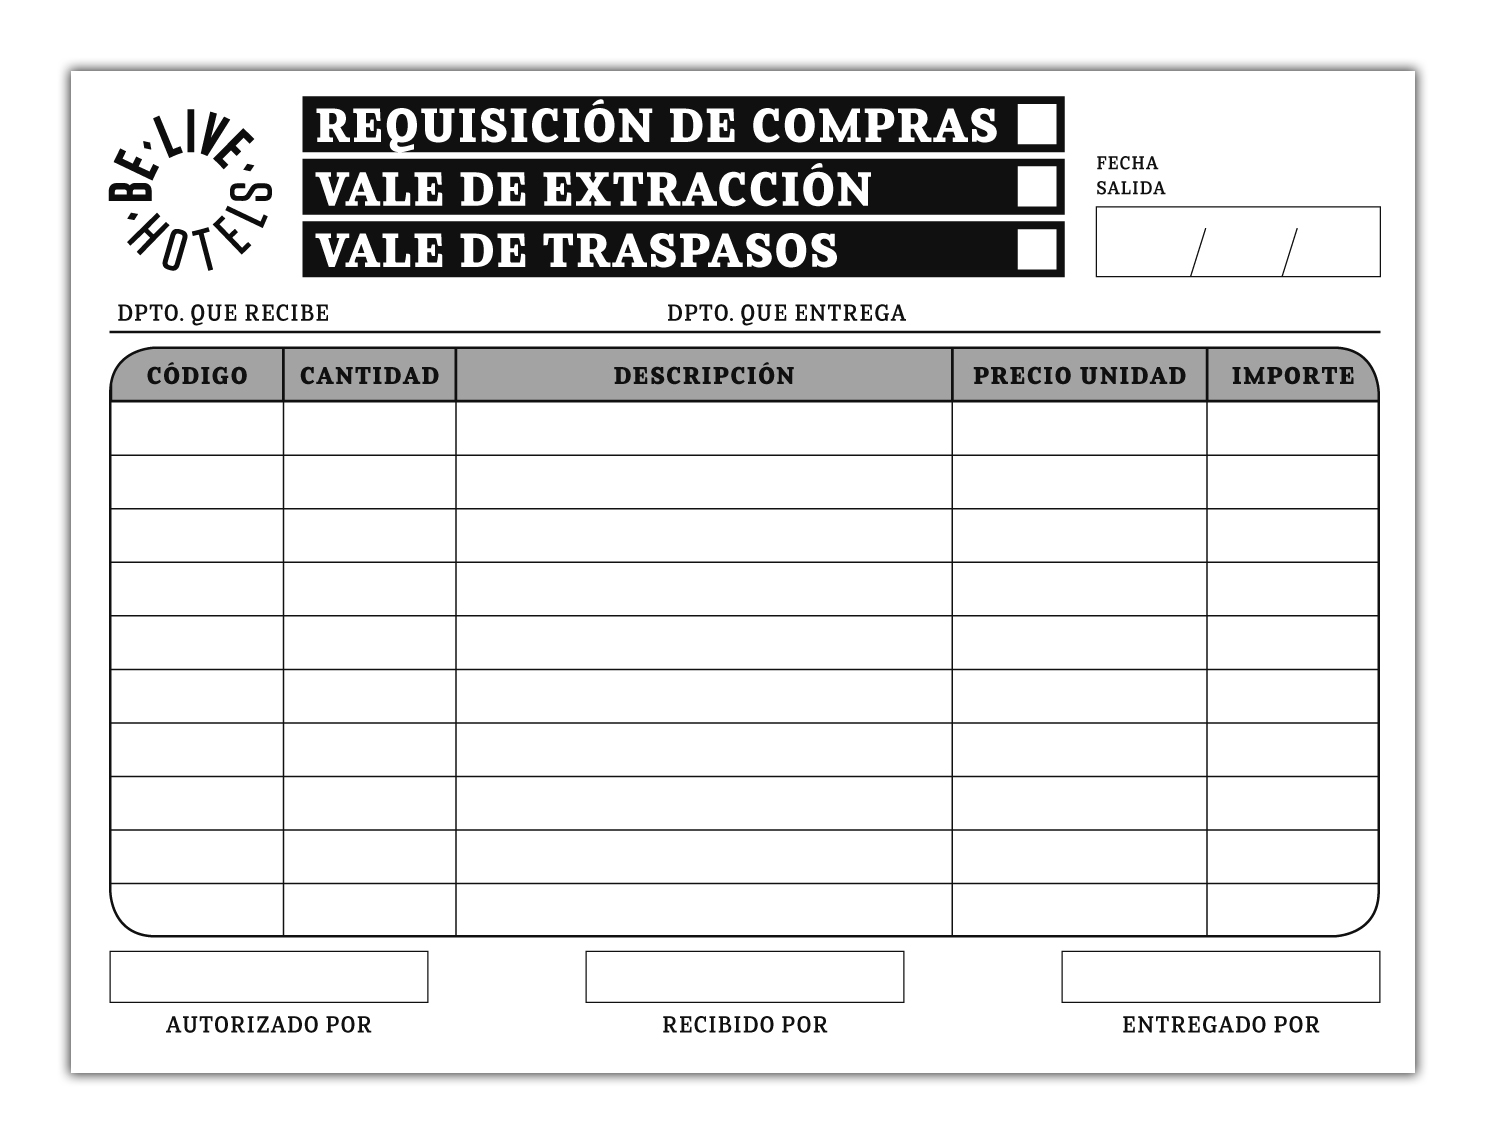 BE·LIVE·
·HOTELS
REQUISICIÓN DE COMPRAS
VALE DE EXTRACCIÓN
VALE DE TRASPASOS
FECHA
SALIDA
/ /
DPTO. QUE RECIBE DPTO. QUE ENTREGA
CÓDIGO CANTIDAD DESCRIPCIÓN PRECIO UNIDAD IMPORTE
AUTORIZADO POR RECIBIDO POR ENTREGADO POR